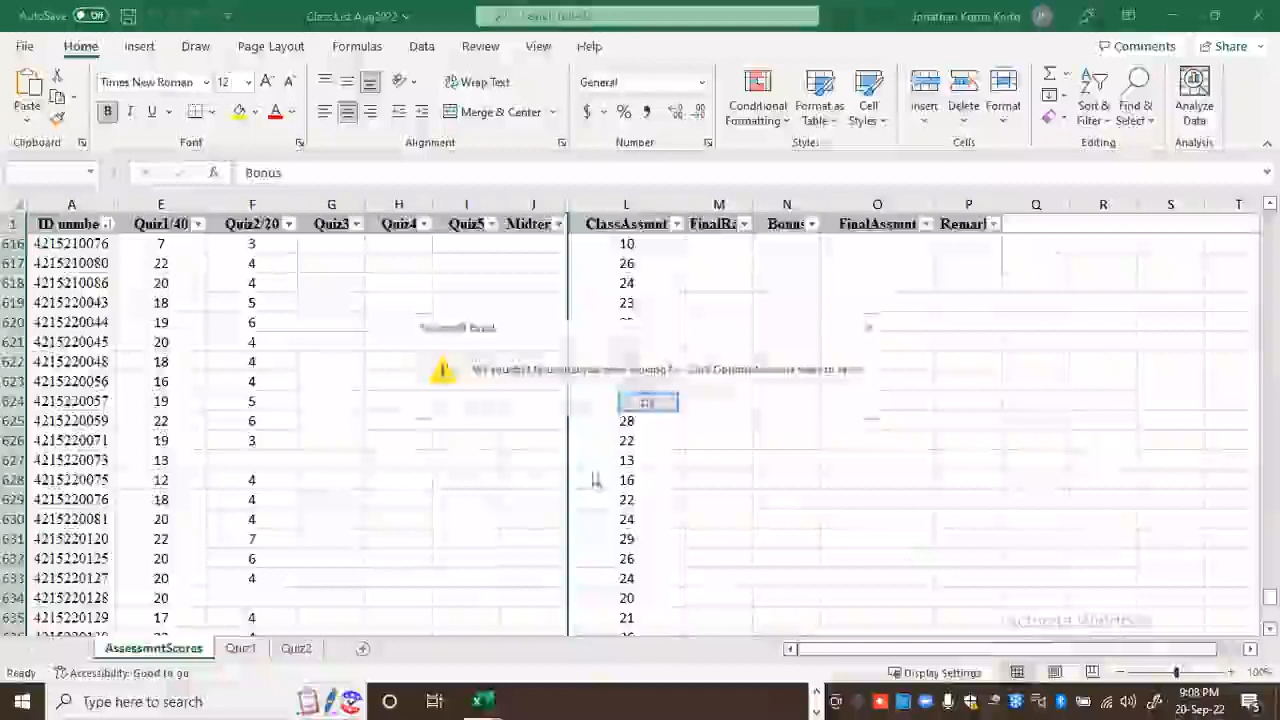 AutoSave Off Class List Aug2022
File Home Insert Draw Page Layout Formulas Data Review View Help Comments Share
Paste Times New Roman 12 Wrap Text General Conditional Formatting Format as Table Cell Styles Insert Delete Format Sort & Filter Find & Select Analyze Data
B I U Merge & Center $ %
Clipboard Font Alignment Number Styles Cells Editing Analysis
fx Bonus
A E F G H I J L M N O P Q R S T
1 ID numbe Quiz1/40 Quiz2/20 Quiz3 Quiz4 Quiz5 Midter ClassAssmnt FinalRa Bonus FinalAssmnt Remar
616 4215210076 7 3 10
617 4215210080 22 4 26
618 4215210086 20 4 24
619 4215220043 18 5 23
620 4215220044 19 6
Microsoft Excel
621 4215220045 20 4
622 4215220048 18 4
623 4215220056 16 4
624 4215220057 19 5
625 4215220059 22 6 28
626 4215220071 19 3 22
627 4215220073 13 13
628 4215220075 12 4 16
629 4215220076 18 4 22
630 4215220081 20 4 24
631 4215220120 22 7 29
632 4215220125 20 6 26
633 4215220127 20 4 24
634 4215220128 20 20
635 4215220129 17 4 21
AssessmntScores Quiz1 Quiz2
Ready Accessibility: Good to go Display Settings 100%
Type here to search 9:08 PM
20-Sep-22